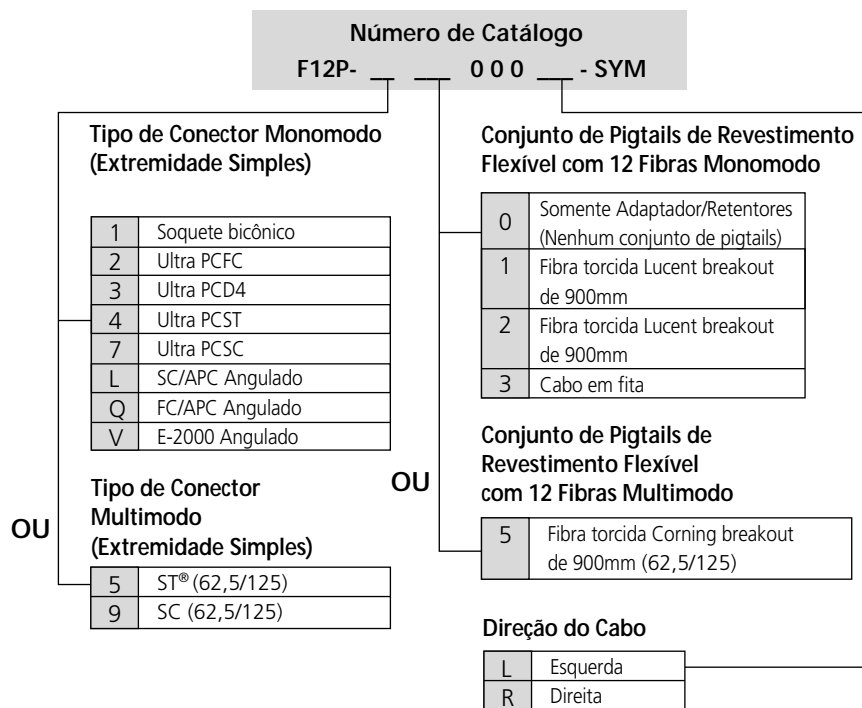 Número de Catálogo
F12P- __ ___ 0 0 0 ___ - SYM
Tipo de Conector Monomodo
(Extremidade Simples)
1 Soquete bicônico
2 Ultra PCFC
3 Ultra PCD4
4 Ultra PCST
7 Ultra PCSC
L SC/APC Angulado
Q FC/APC Angulado
V E-2000 Angulado
OU
Tipo de Conector
Multimodo
(Extremidade Simples)
5 ST® (62,5/125)
9 SC (62,5/125)
Conjunto de Pigtails de Revestimento
Flexível com 12 Fibras Monomodo
0 Somente Adaptador/Retentores
(Nenhum conjunto de pigtails)
1 Fibra torcida Lucent breakout
de 900mm
2 Fibra torcida Lucent breakout
de 900mm
3 Cabo em fita
OU
Conjunto de Pigtails de
Revestimento Flexível
com 12 Fibras Multimodo
5 Fibra torcida Corning breakout
de 900mm (62,5/125)
Direção do Cabo
L Esquerda
R Direita